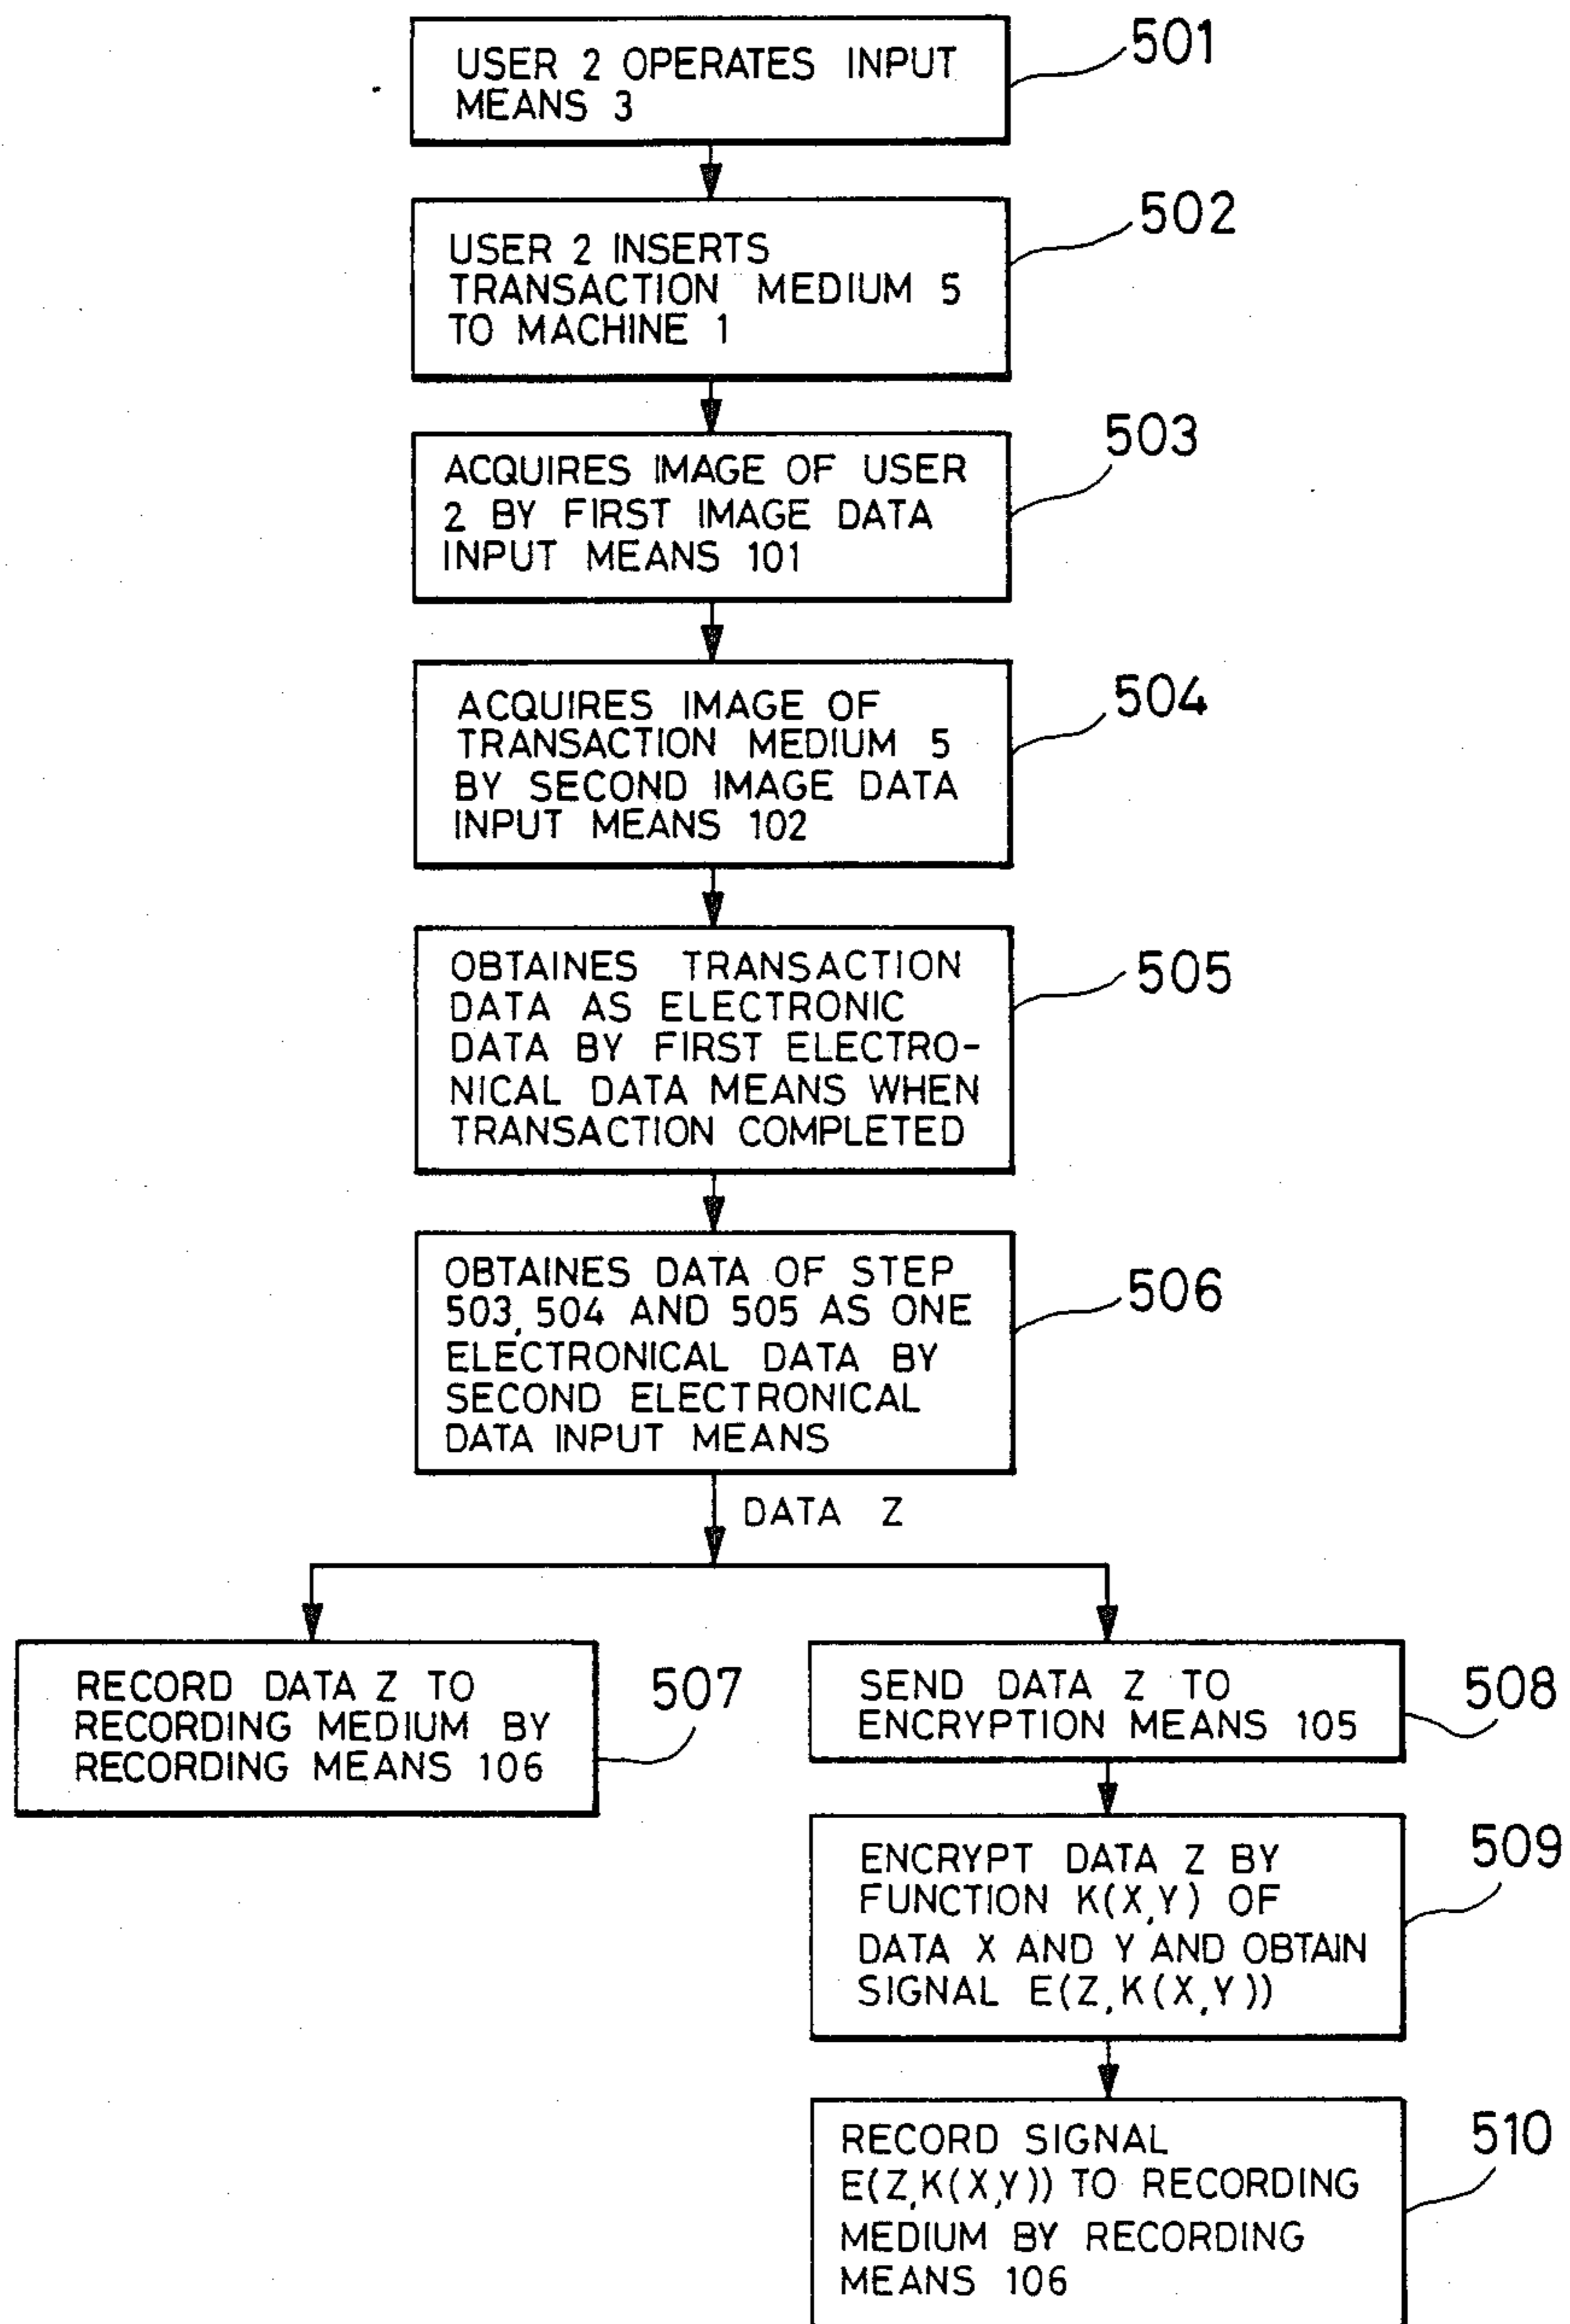 USER 2 OPERATES INPUT
MEANS 3
501
USER 2 INSERTS
TRANSACTION MEDIUM 5
TO MACHINE 1
502
ACQUIRES IMAGE OF USER
2 BY FIRST IMAGE DATA
INPUT MEANS 101
503
ACQUIRES IMAGE OF
TRANSACTION MEDIUM 5
BY SECOND IMAGE DATA
INPUT MEANS 102
504
OBTAINES TRANSACTION
DATA AS ELECTRONIC
DATA BY FIRST ELECTRO-
NICAL DATA MEANS WHEN
TRANSACTION COMPLETED
505
OBTAINES DATA OF STEP
503, 504 AND 505 AS ONE
ELECTRONICAL DATA BY
SECOND ELECTRONICAL
DATA INPUT MEANS
506
DATA Z
RECORD DATA Z TO
RECORDING MEDIUM BY
RECORDING MEANS 106
507
SEND DATA Z TO
ENCRYPTION MEANS 105
508
ENCRYPT DATA Z BY
FUNCTION K(X,Y) OF
DATA X AND Y AND OBTAIN
SIGNAL E(Z,K(X,Y))
509
RECORD SIGNAL
E(Z,K(X,Y)) TO RECORDING
MEDIUM BY RECORDING
MEANS 106
510